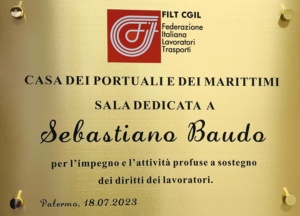 FILT CGIL
Federazione
Italiana
Lavoratori
Trasporti
CASA DEI PORTUALI E DEI MARITTIMI
SALA DEDICATA A
Sebastiano Baudo
per l'impegno e l'attività profuse a sostegno
dei diritti dei lavoratori.
Palermo, 18.07.2023